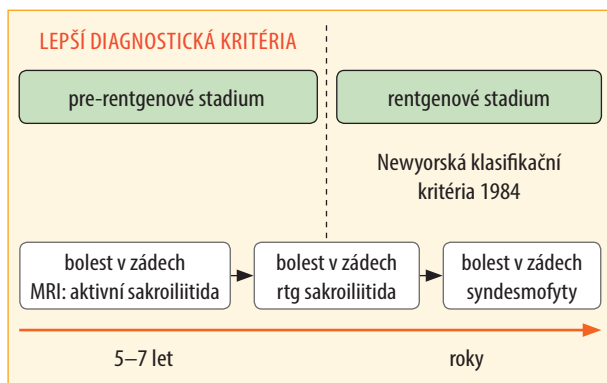 LEPŠÍ DIAGNOSTICKÁ KRITÉRIA
pre-rentgenové stadium
rentgenové stadium
Newyorská klasifikační
kritéria 1984
bolest v zádech
MRI: aktivní sakroiliitida
bolest v zádech
rtg sakroiliitida
bolest v zádech
syndesmofyty
5–7 let
roky